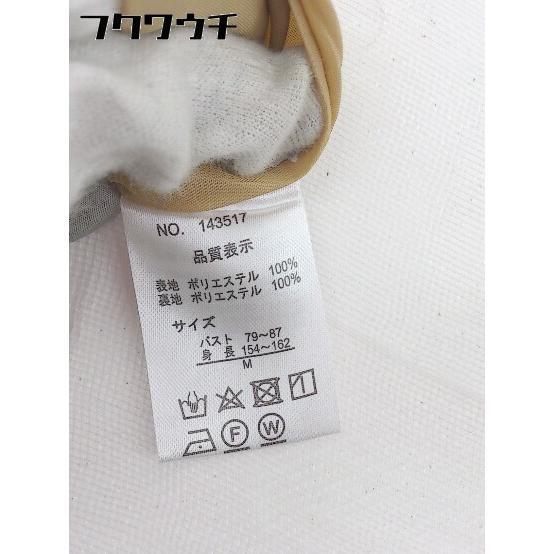 フクワウチ
NO. 143517
品質表示
表地 ポリエステル 100%
裏地 ポリエステル 100%
サイズ
バスト 79～87
身長 154～162
M
F W